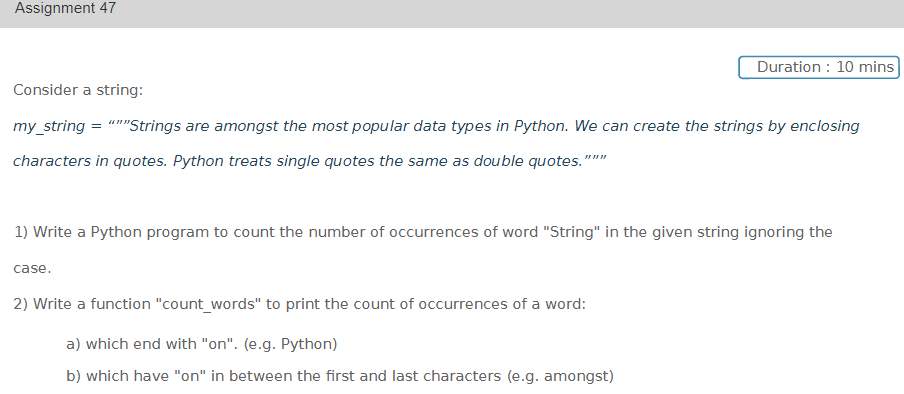 Assignment 47
Duration : 10 mins
Consider a string:
my_string = “””Strings are amongst the most popular data types in Python. We can create the strings by enclosing
characters in quotes. Python treats single quotes the same as double quotes.”””
1) Write a Python program to count the number of occurrences of word "String" in the given string ignoring the
case.
2) Write a function "count_words" to print the count of occurrences of a word:
a) which end with "on". (e.g. Python)
b) which have "on" in between the first and last characters (e.g. amongst)